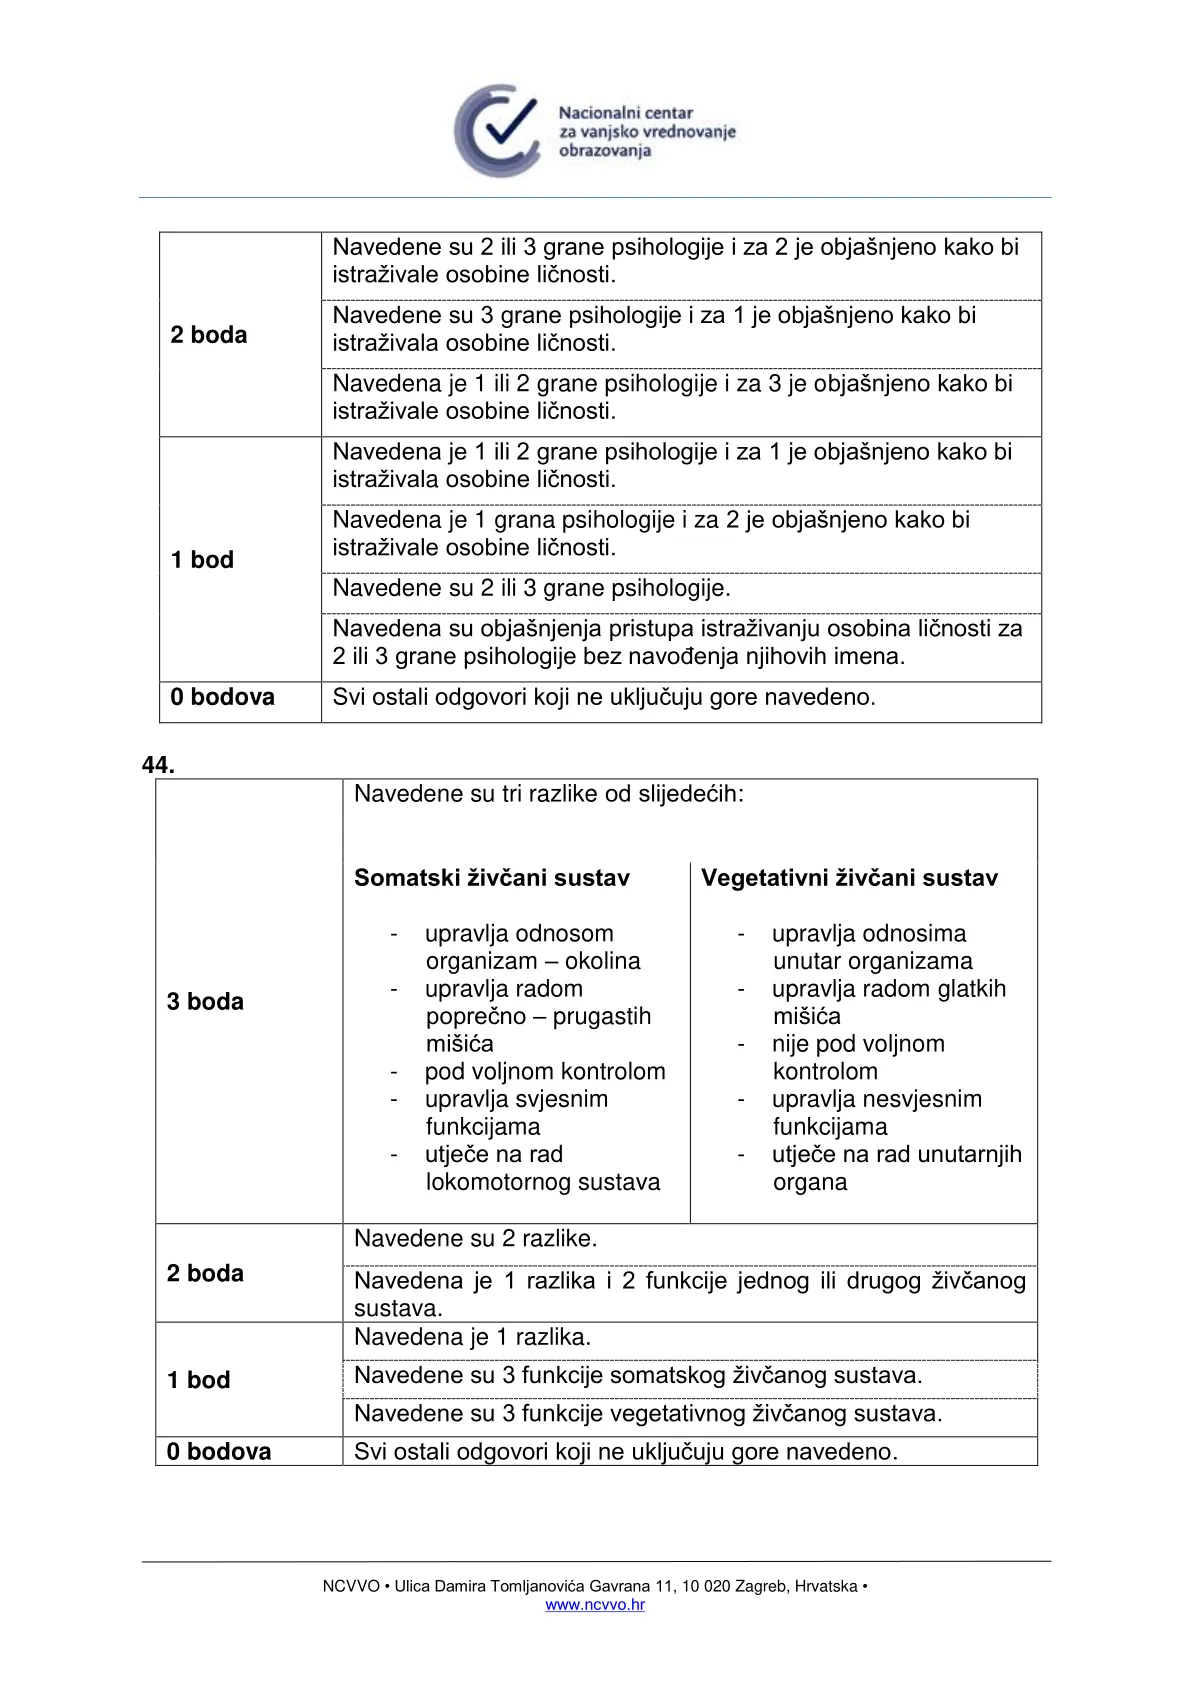 Nacionalni centar
za vanjsko vrednovanje
obrazovanja
2 boda
Navedene su 2 ili 3 grane psihologije i za 2 je objašnjeno kako bi
istraživale osobine ličnosti.
Navedene su 3 grane psihologije i za 1 je objašnjeno kako bi
istraživala osobine ličnosti.
Navedena je 1 ili 2 grane psihologije i za 3 je objašnjeno kako bi
istraživale osobine ličnosti.
1 bod
Navedena je 1 ili 2 grane psihologije i za 1 je objašnjeno kako bi
istraživala osobine ličnosti.
Navedena je 1 grana psihologije i za 2 je objašnjeno kako bi
istraživale osobine ličnosti.
Navedene su 2 ili 3 grane psihologije.
Navedena su objašnjenja pristupa istraživanju osobina ličnosti za
2 ili 3 grane psihologije bez navođenja njihovih imena.
0 bodova
Svi ostali odgovori koji ne uključuju gore navedeno.
44.
3 boda
Navedene su tri razlike od slijedećih:
Somatski živčani sustav
- upravlja odnosom
organizam – okolina
- upravlja radom
poprečno – prugastih
mišića
- pod voljnom kontrolom
- upravlja svjesnim
funkcijama
- utječe na rad
lokomotornog sustava
Vegetativni živčani sustav
- upravlja odnosima
unutar organizama
- upravlja radom glatkih
mišića
- nije pod voljnom
kontrolom
- upravlja nesvjesnim
funkcijama
- utječe na rad unutarnjih
organa
2 boda
Navedene su 2 razlike.
Navedena je 1 razlika i 2 funkcije jednog ili drugog živčanog
sustava.
1 bod
Navedena je 1 razlika.
Navedene su 3 funkcije somatskog živčanog sustava.
Navedene su 3 funkcije vegetativnog živčanog sustava.
0 bodova
Svi ostali odgovori koji ne uključuju gore navedeno.
NCVVO • Ulica Damira Tomljanovića Gavrana 11, 10 020 Zagreb, Hrvatska •
www.ncvvo.hr